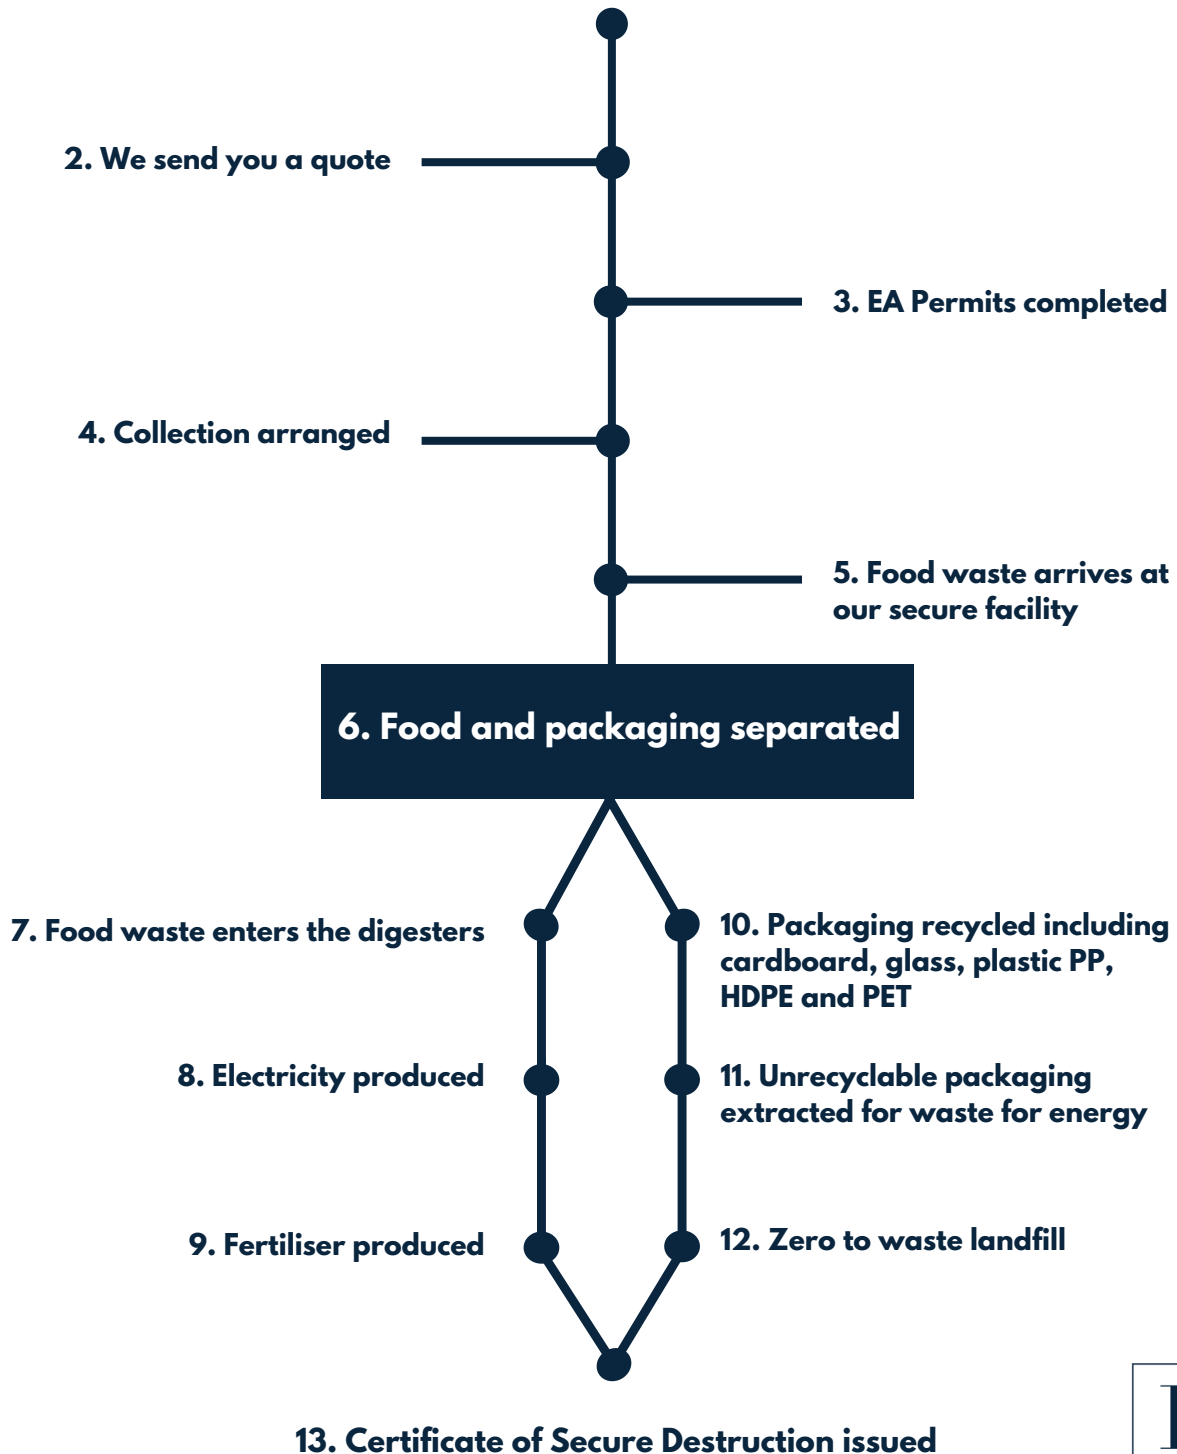 2. We send you a quote
3. EA Permits completed
4. Collection arranged
5. Food waste arrives at
our secure facility
6. Food and packaging separated
7. Food waste enters the digesters
8. Electricity produced
9. Fertiliser produced
10. Packaging recycled including
cardboard, glass, plastic PP,
HDPE and PET
11. Unrecyclable packaging
extracted for waste for energy
12. Zero to waste landfill
13. Certificate of Secure Destruction issued